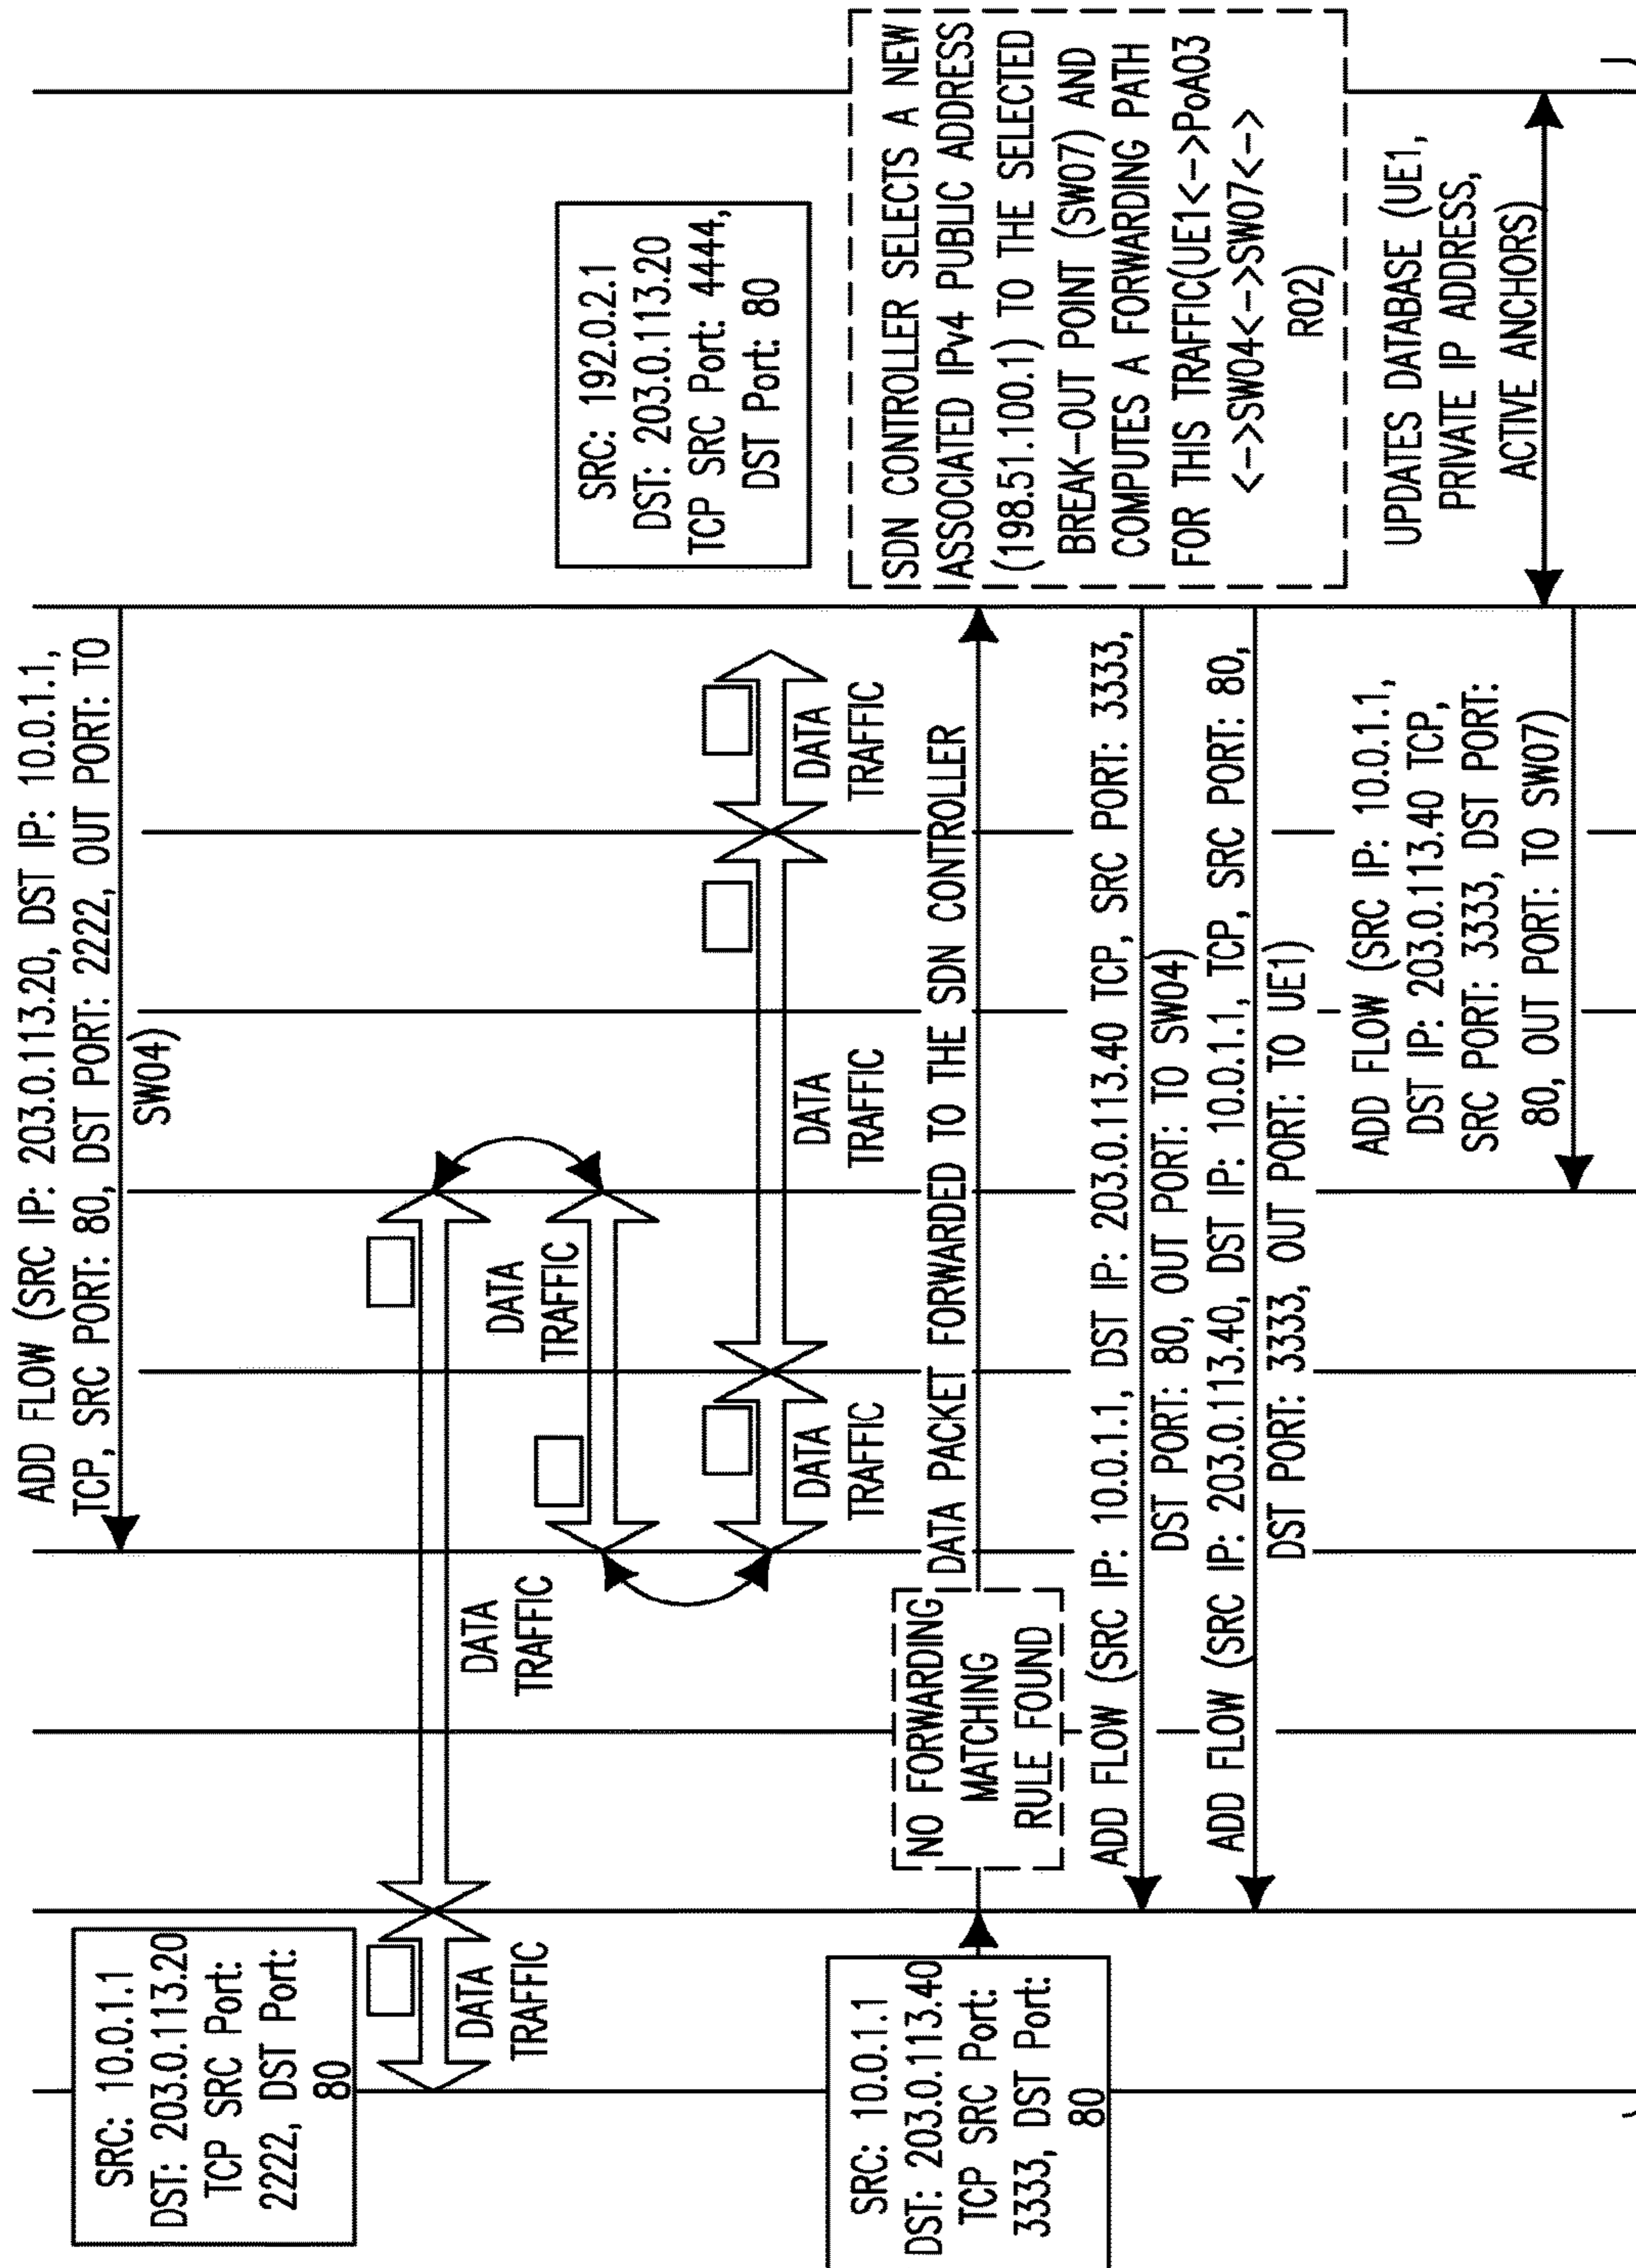 ADD FLOW (SRC IP: 203.0.113.20, DST IP: 10.0.1.1,
TCP, SRC PORT: 80, DST PORT: 2222, OUT PORT: TO
SW04)
SRC: 10.0.1.1
DST: 203.0.113.20
TCP SRC Port:
2222, DST Port:
80
DATA
TRAFFIC
DATA
TRAFFIC
DATA
TRAFFIC
SRC: 192.0.2.1
DST: 203.0.113.20
TCP SRC Port: 4444,
DST Port: 80
DATA
TRAFFIC
DATA
TRAFFIC
DATA
TRAFFIC
SRC: 10.0.1.1
DST: 203.0.113.40
TCP SRC Port:
3333, DST Port:
80
NO FORWARDING
MATCHING
RULE FOUND
DATA PACKET FORWARDED TO THE SDN CONTROLLER
SDN CONTROLLER SELECTS A NEW
ASSOCIATED IPv4 PUBLIC ADDRESS
(198.51.100.1) TO THE SELECTED
BREAK-OUT POINT (SW07) AND
COMPUTES A FORWARDING PATH
FOR THIS TRAFFIC(UE1<->PoA03
<->SW04<->SW07<->
R02)
ADD FLOW (SRC IP: 10.0.1.1, DST IP: 203.0.113.40 TCP, SRC PORT: 3333,
DST PORT: 80, OUT PORT: TO SW04)
ADD FLOW (SRC IP: 203.0.113.40, DST IP: 10.0.1.1, TCP, SRC PORT: 80,
DST PORT: 3333, OUT PORT: TO UE1)
UPDATES DATABASE (UE1,
PRIVATE IP ADDRESS,
ACTIVE ANCHORS)
ADD FLOW (SRC IP: 10.0.1.1,
DST IP: 203.0.113.40 TCP,
SRC PORT: 3333, DST PORT:
80, OUT PORT: TO SW07)